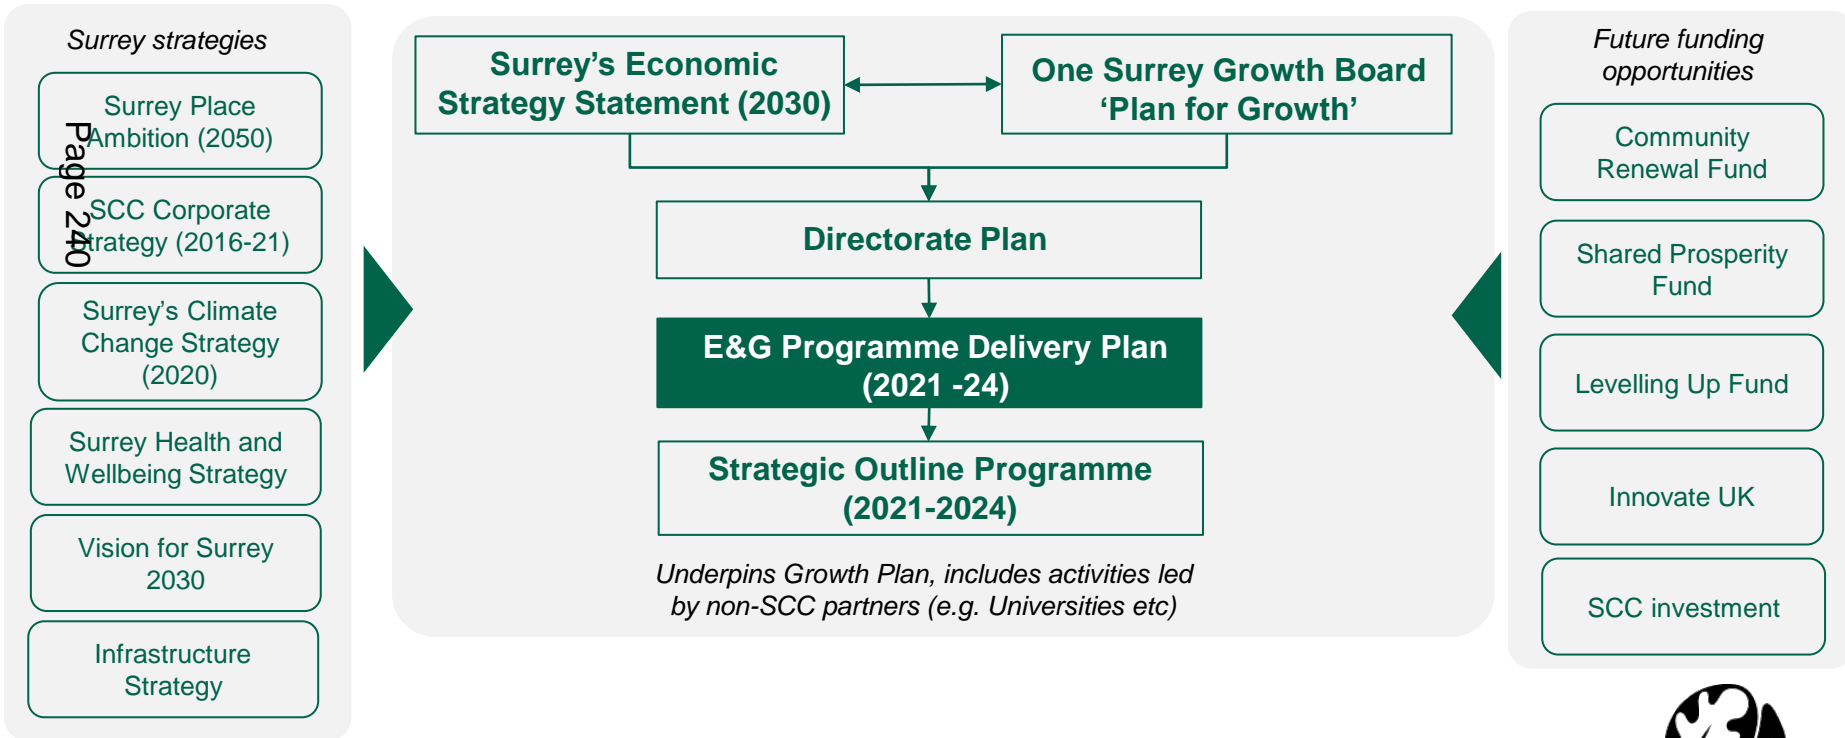 Surrey strategies
Surrey Place
Ambition (2050)
SCC Corporate
Strategy (2016-21)
Surrey's Climate
Change Strategy
(2020)
Surrey Health and
Wellbeing Strategy
Vision for Surrey
2030
Infrastructure
Strategy
Page 240
Surrey's Economic
Strategy Statement (2030)
One Surrey Growth Board
'Plan for Growth'
Directorate Plan
E&G Programme Delivery Plan
(2021 -24)
Strategic Outline Programme
(2021-2024)
Underpins Growth Plan, includes activities led
by non-SCC partners (e.g. Universities etc)
Future funding
opportunities
Community
Renewal Fund
Shared Prosperity
Fund
Levelling Up Fund
Innovate UK
SCC investment